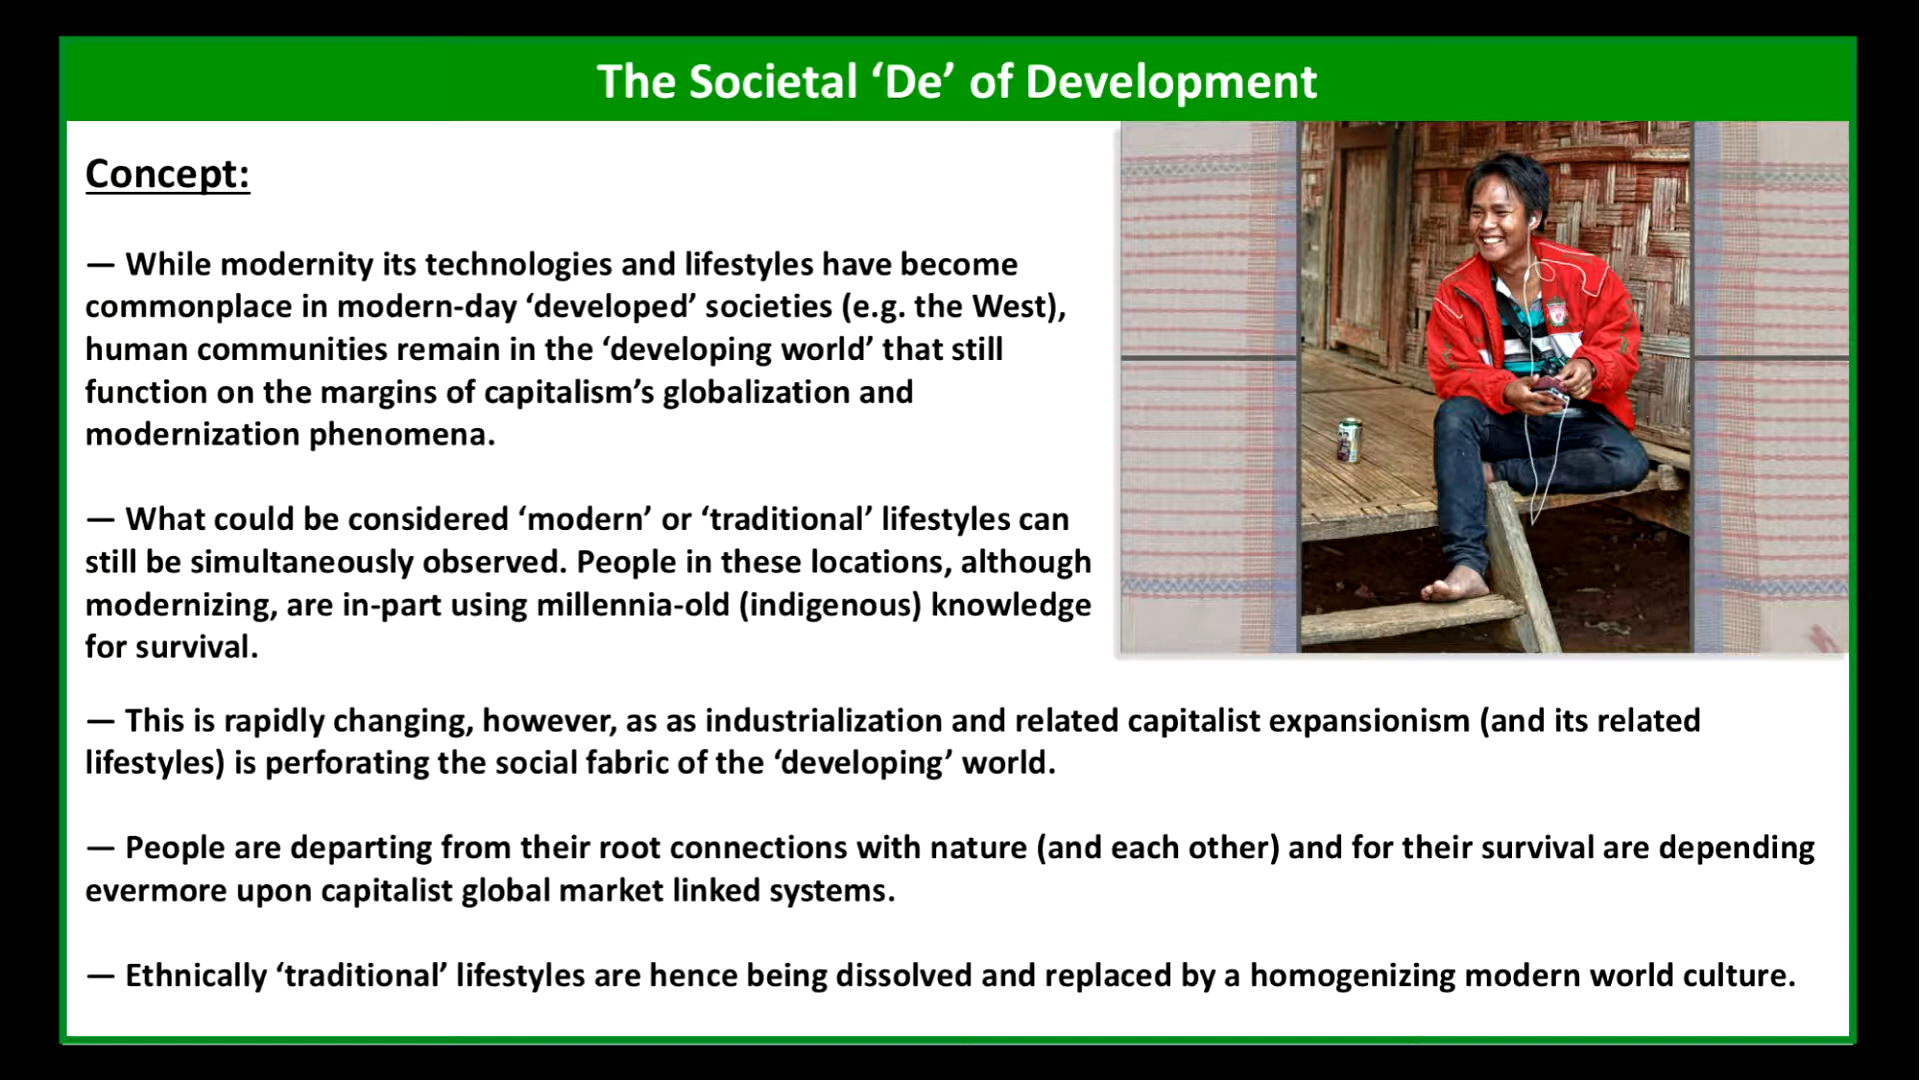 The Societal ‘De’ of Development
Concept:
— While modernity its technologies and lifestyles have become
commonplace in modern-day ‘developed’ societies (e.g. the West),
human communities remain in the ‘developing world’ that still
function on the margins of capitalism’s globalization and
modernization phenomena.
— What could be considered ‘modern’ or ‘traditional’ lifestyles can
still be simultaneously observed. People in these locations, although
modernizing, are in-part using millennia-old (indigenous) knowledge
for survival.
— This is rapidly changing, however, as as industrialization and related capitalist expansionism (and its related
lifestyles) is perforating the social fabric of the ‘developing’ world.
— People are departing from their root connections with nature (and each other) and for their survival are depending
evermore upon capitalist global market linked systems.
— Ethnically ‘traditional’ lifestyles are hence being dissolved and replaced by a homogenizing modern world culture.